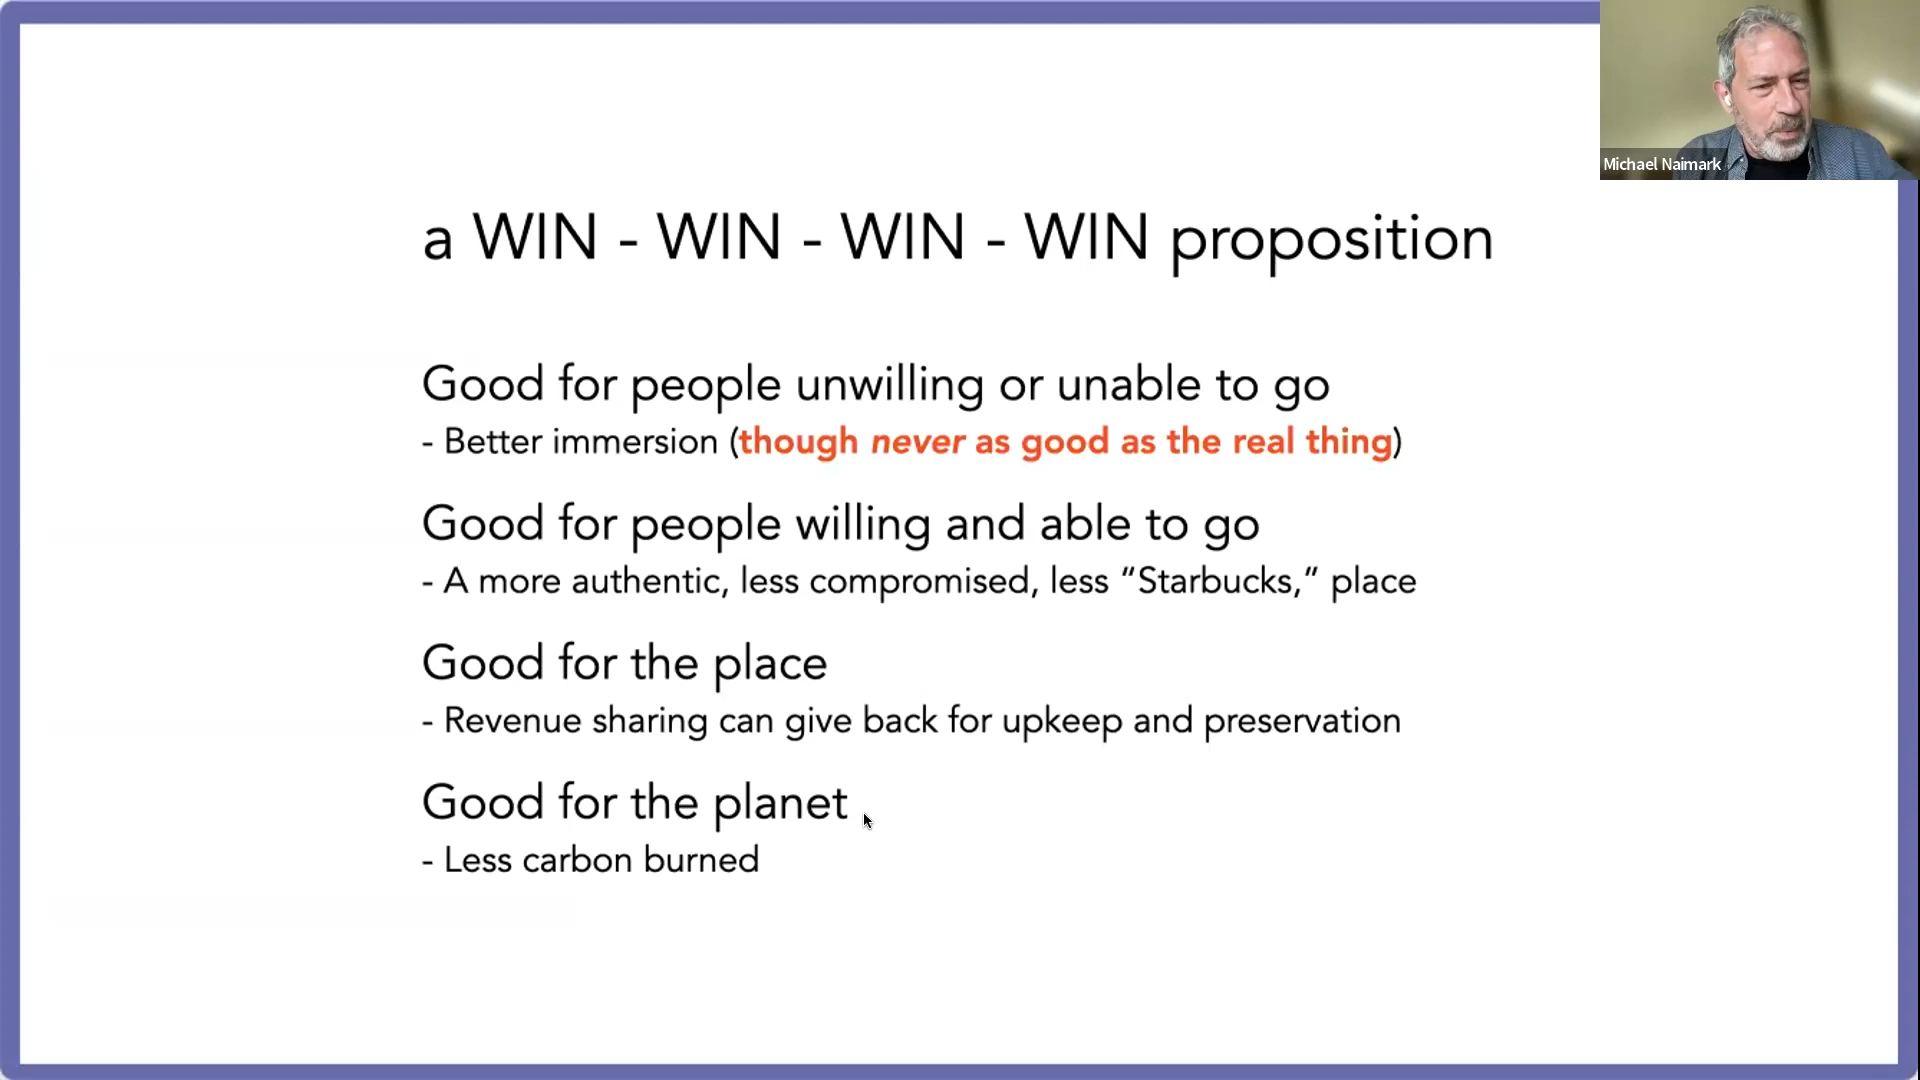 Michael Naimark
a WIN - WIN - WIN - WIN proposition
Good for people unwilling or unable to go
- Better immersion (though never as good as the real thing)
Good for people willing and able to go
- A more authentic, less compromised, less “Starbucks,” place
Good for the place
- Revenue sharing can give back for upkeep and preservation
Good for the planet
- Less carbon burned